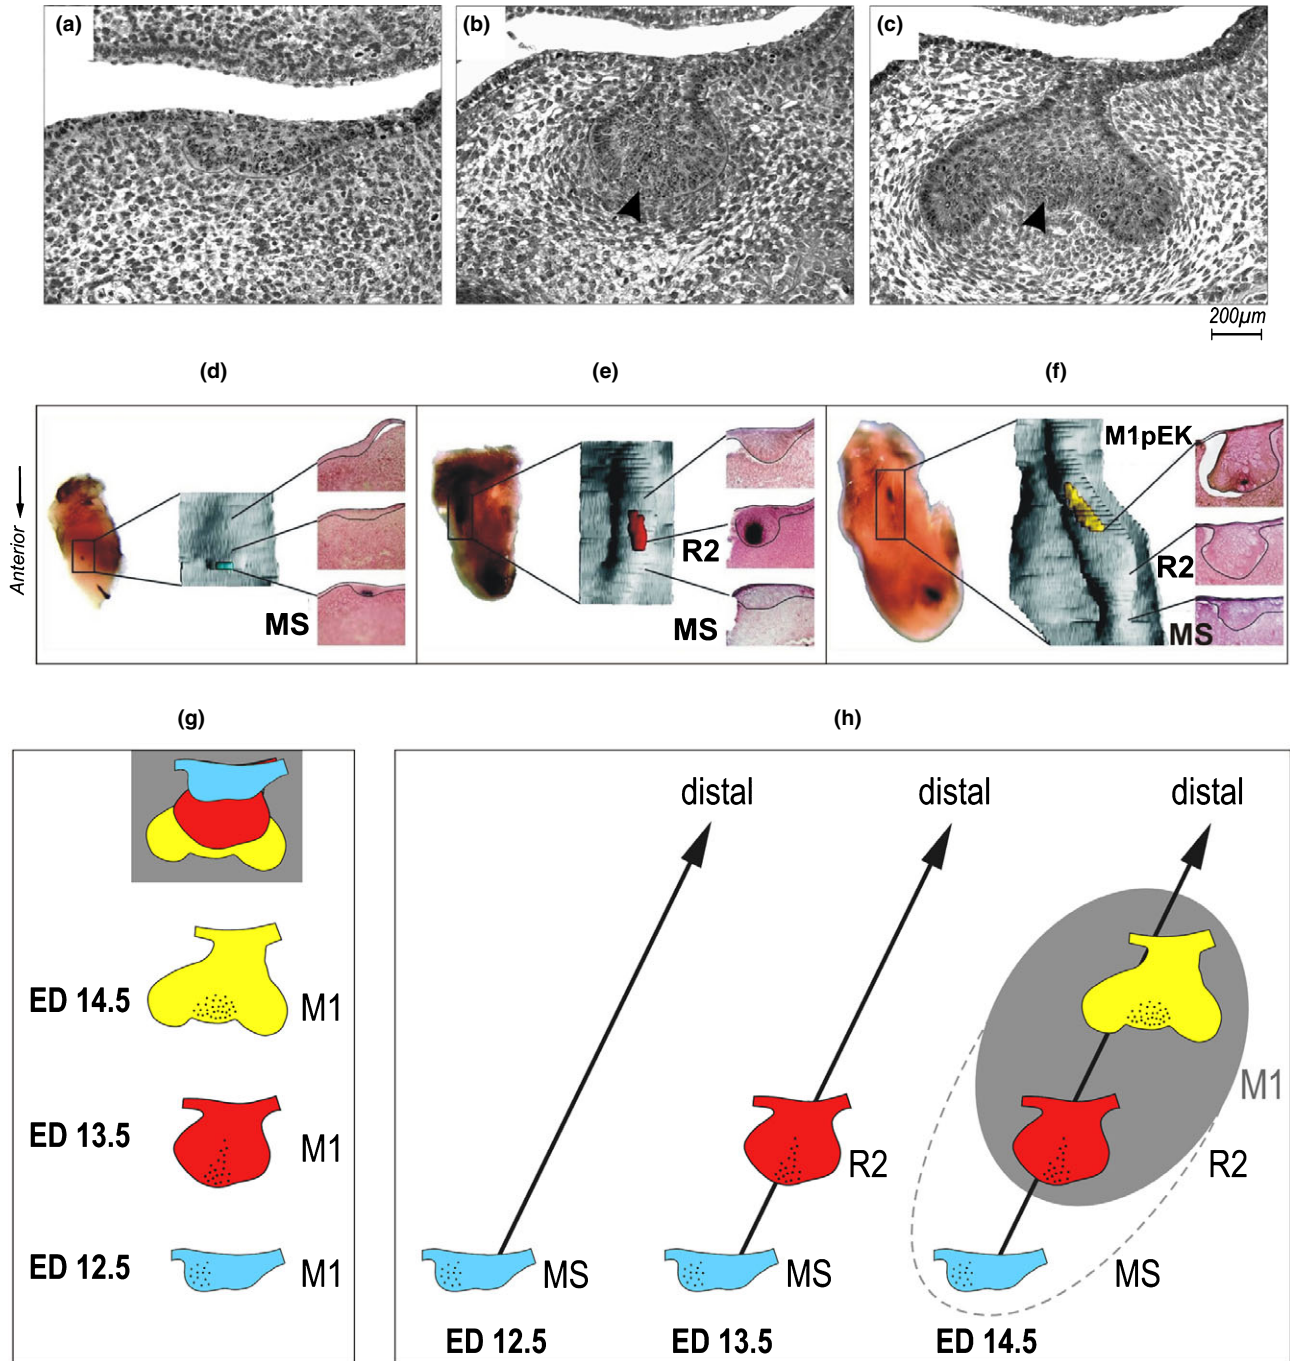 (a)
(b)
(c)
200µm
(d)
(e)
(f)
Anterior
MS
R2
MS
M1pEK
R2
MS
(g)
(h)
ED 14.5 M1
ED 13.5 M1
ED 12.5 M1
distal distal distal
M1
R2 R2
MS MS MS
ED 12.5 ED 13.5 ED 14.5